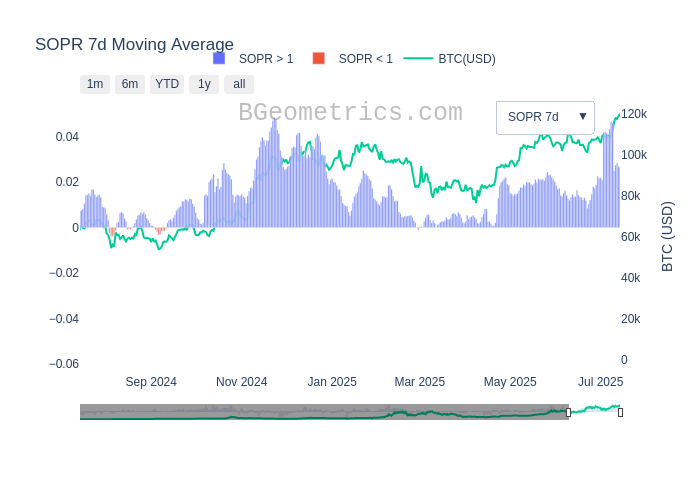 SOPR 7d Moving Average
SOPR > 1 SOPR < 1 BTC(USD)
1m 6m YTD 1y all
BGeometrics.com
SOPR 7d ▼
0.04
0.02
0
−0.02
−0.04
−0.06
120k
100k
80k
60k
40k
20k
0
BTC (USD)
Sep 2024 Nov 2024 Jan 2025 Mar 2025 May 2025 Jul 2025